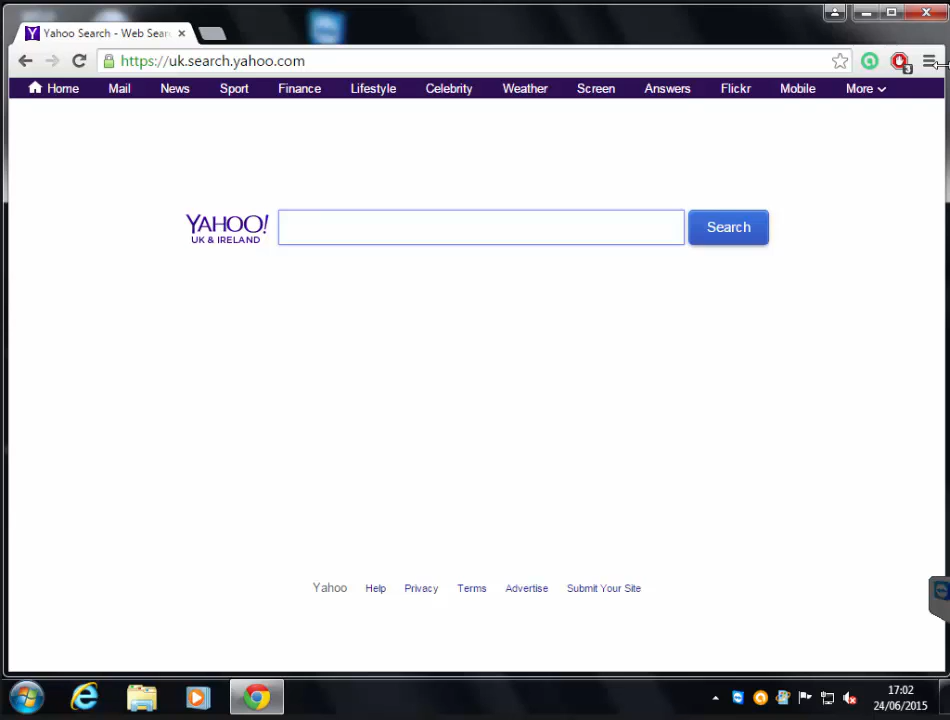 Yahoo Search - Web Sear
https://uk.search.yahoo.com
3
Home Mail News Sport Finance Lifestyle Celebrity Weather Screen Answers Flickr Mobile More
YAHOO!
UK & IRELAND
Search
Yahoo Help Privacy Terms Advertise Submit Your Site
17:02
24/06/2015